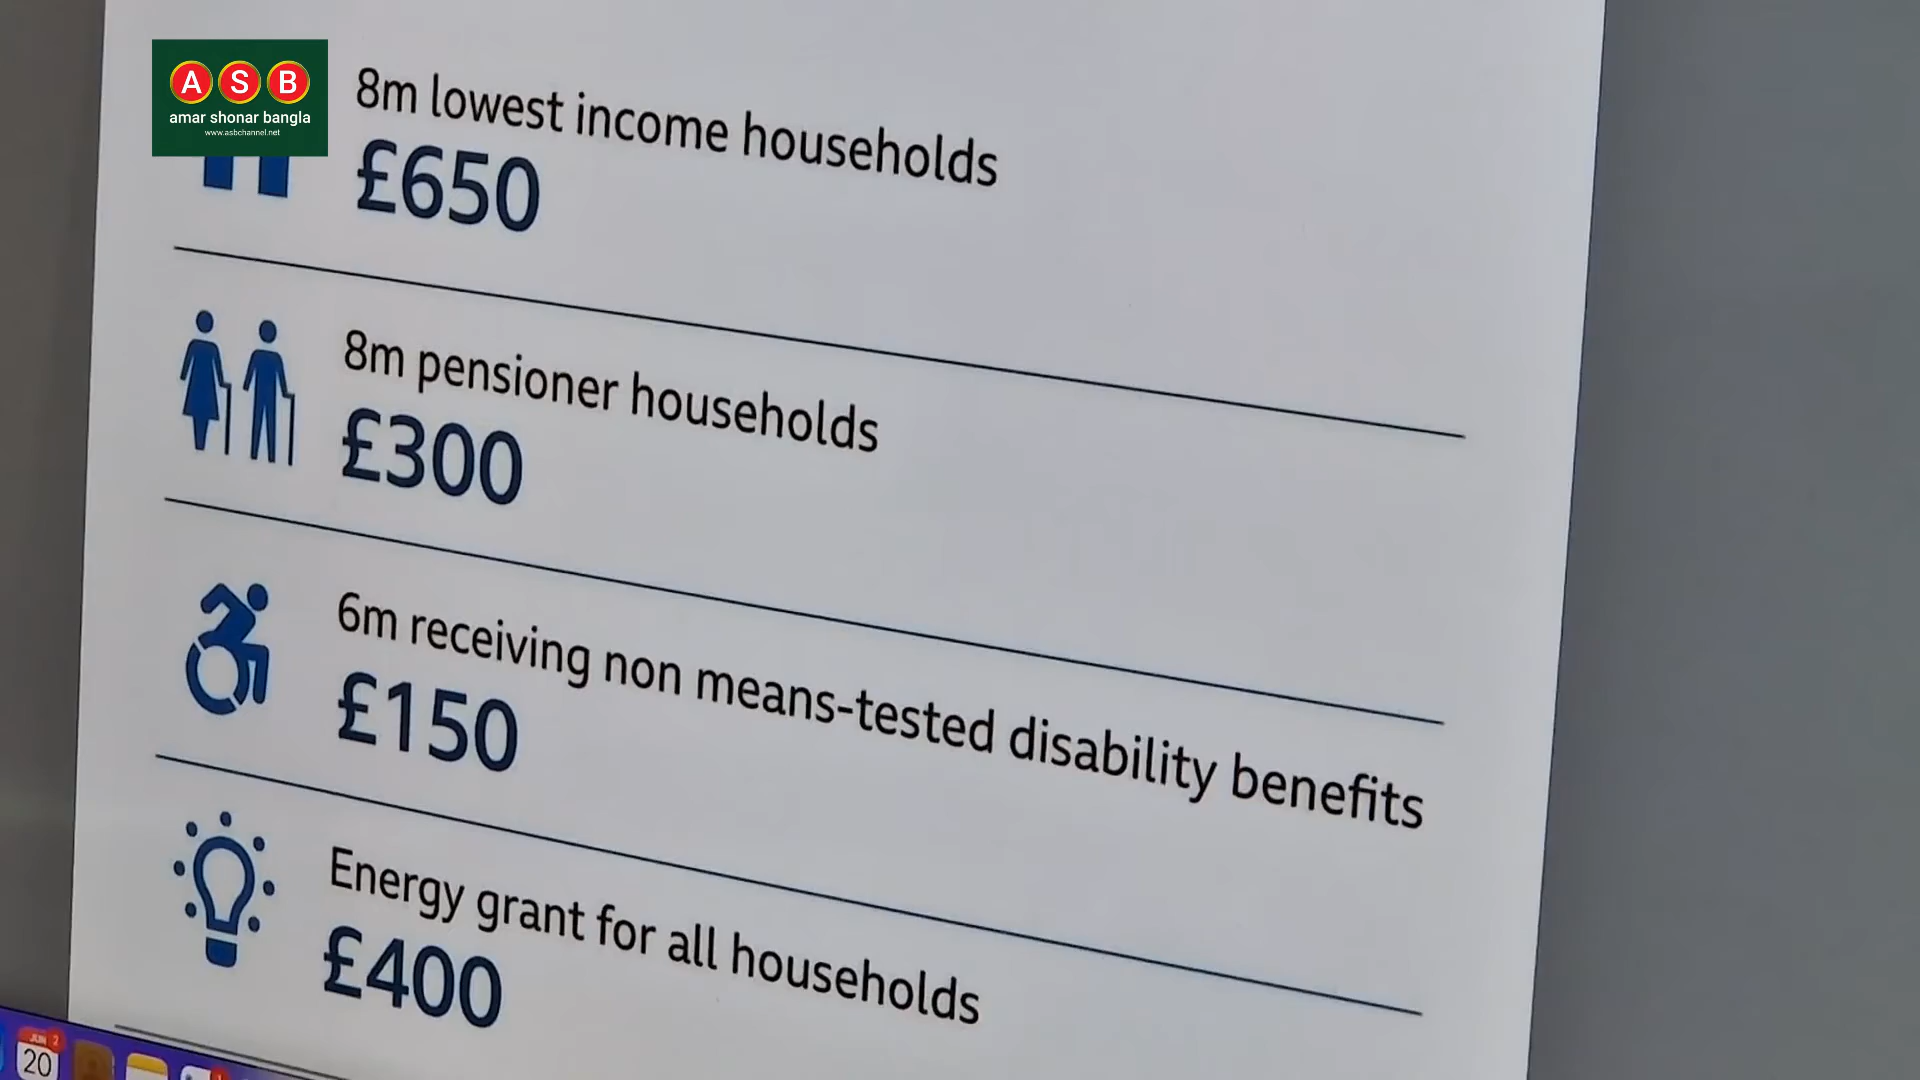 A S B
amar shonar bangla
www.asbchannel.net
8m lowest income households
£650
8m pensioner households
£300
6m receiving non means-tested disability benefits
£150
Energy grant for all households
£400
JUN 2
20